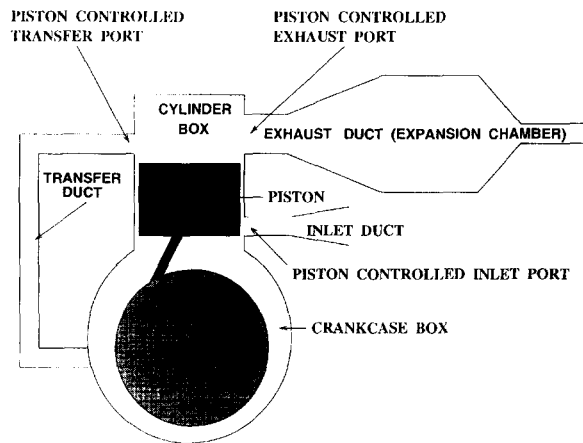 PISTON CONTROLLED
TRANSFER PORT
PISTON CONTROLLED
EXHAUST PORT
CYLINDER
BOX
EXHAUST DUCT (EXPANSION CHAMBER)
TRANSFER
DUCT
PISTON
INLET DUCT
PISTON CONTROLLED INLET PORT
CRANKCASE BOX